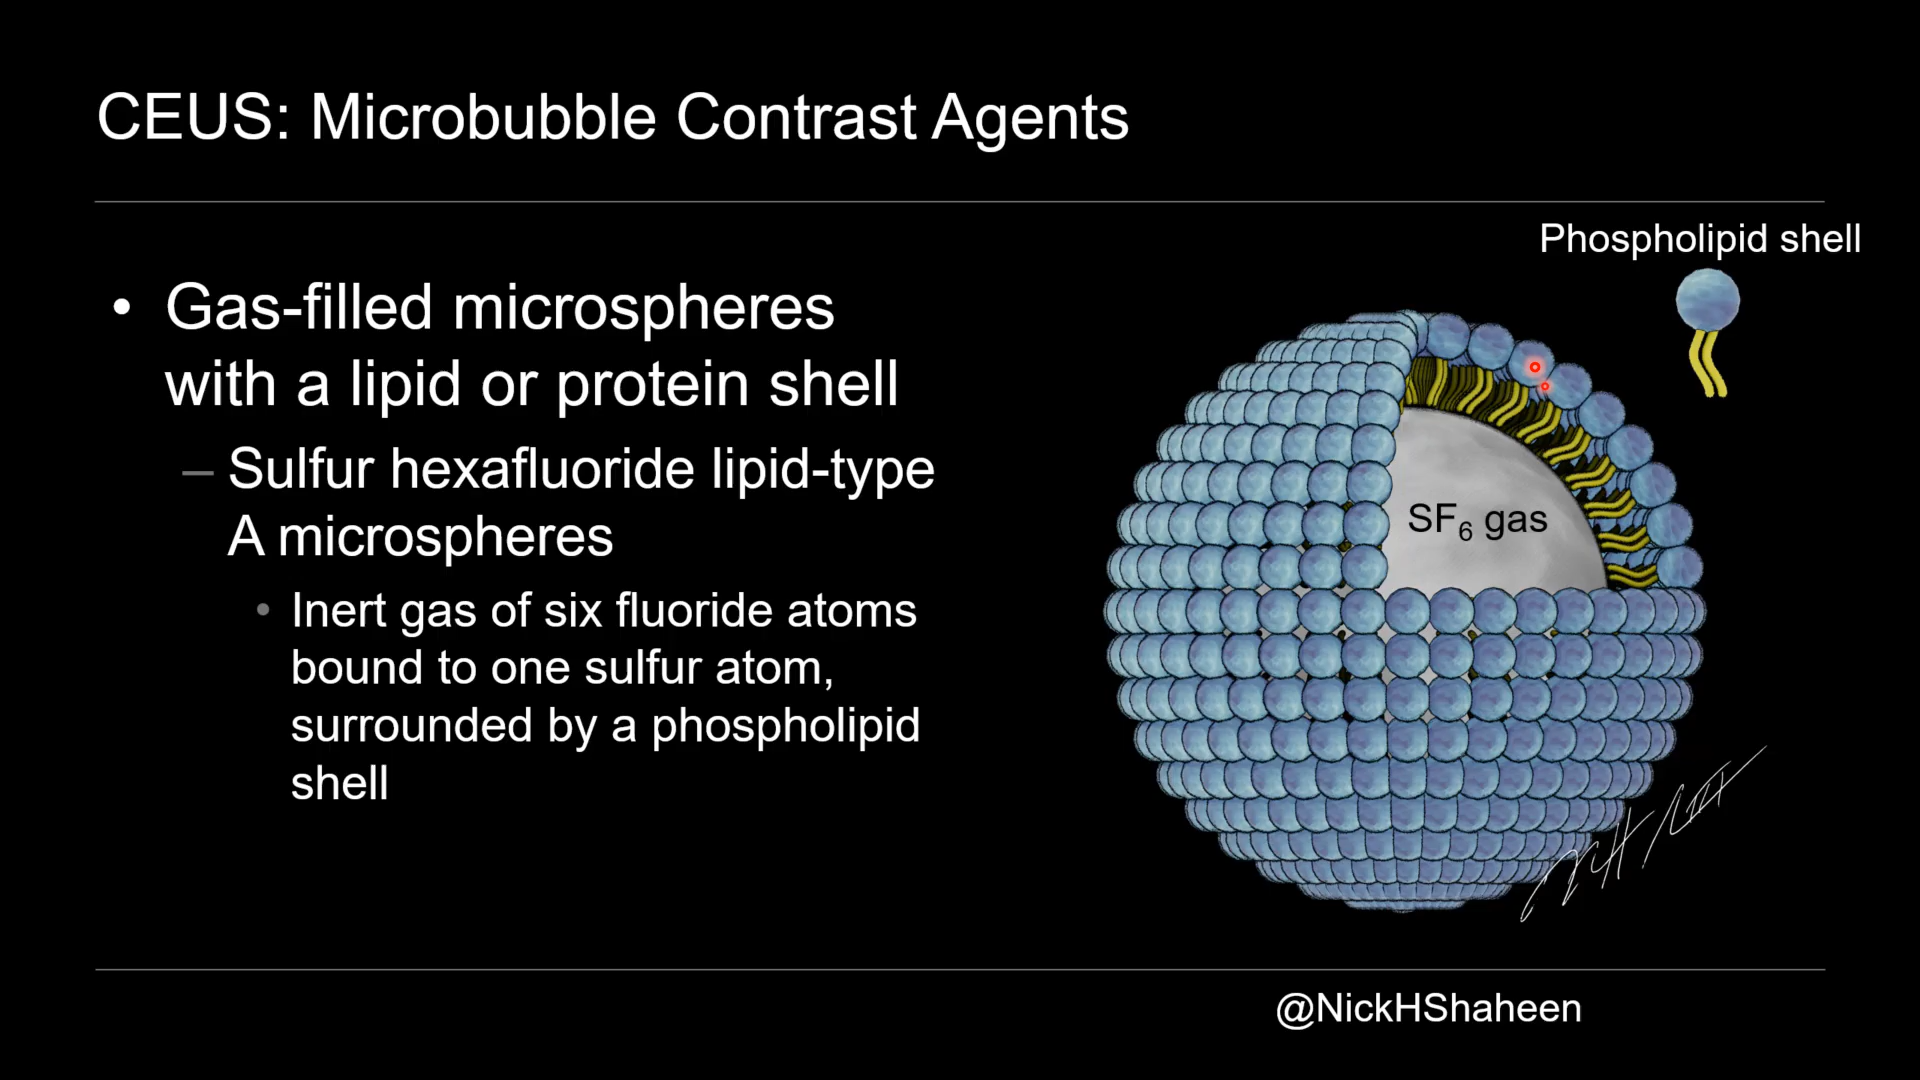 CEUS: Microbubble Contrast Agents
Phospholipid shell
• Gas-filled microspheres
with a lipid or protein shell
– Sulfur hexafluoride lipid-type
A microspheres
• Inert gas of six fluoride atoms
bound to one sulfur atom,
surrounded by a phospholipid
shell
SF₆ gas
@NickHShaheen